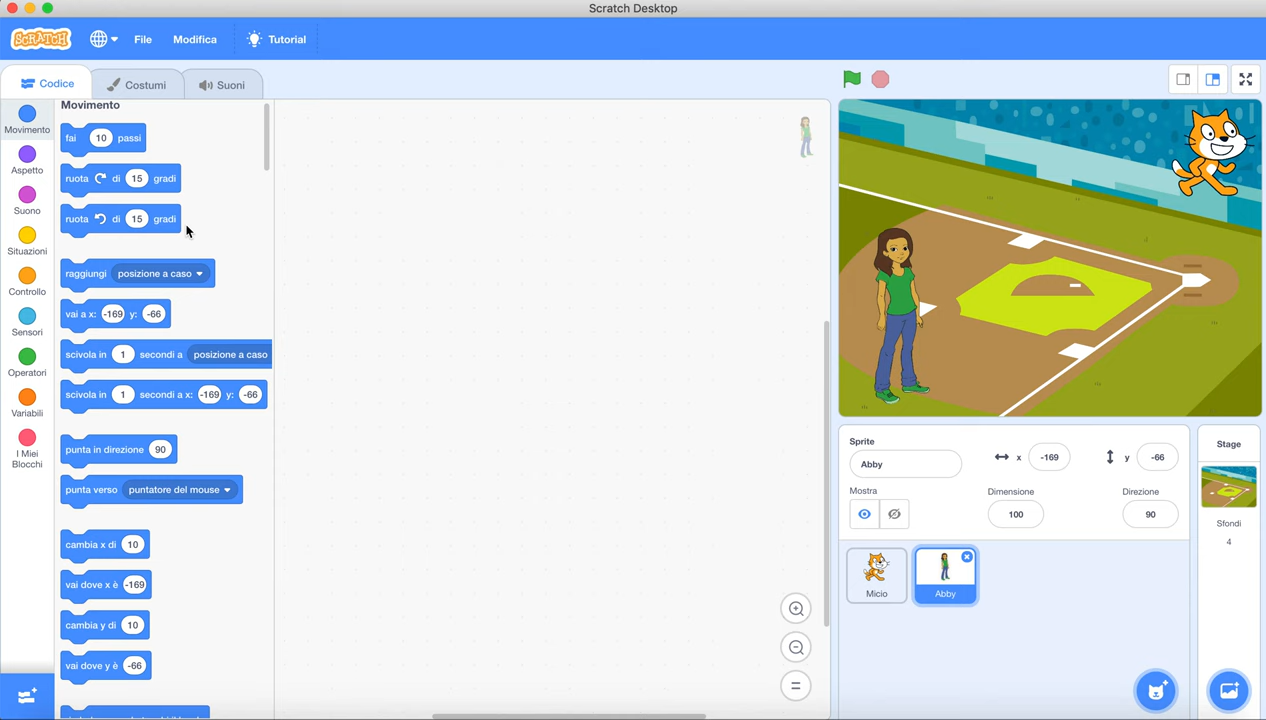 Scratch Desktop
SCRATCH File Modifica Tutorial
Codice Costumi Suoni
Movimento
Aspetto
Suono
Situazioni
Controllo
Sensori
Operatori
Variabili
I Miei
Blocchi
Movimento
fai 10 passi
ruota di 15 gradi
ruota di 15 gradi
raggiungi posizione a caso
vai a x: -169 y: -66
scivola in 1 secondi a posizione a caso
scivola in 1 secondi a x: -169 y: -66
punta in direzione 90
punta verso puntatore del mouse
cambia x di 10
vai dove x è -169
cambia y di 10
vai dove y è -66
Sprite
Abby
x -169
y -66
Mostra
Dimensione
100
Direzione
90
Micio
Abby
Stage
Sfondi
4